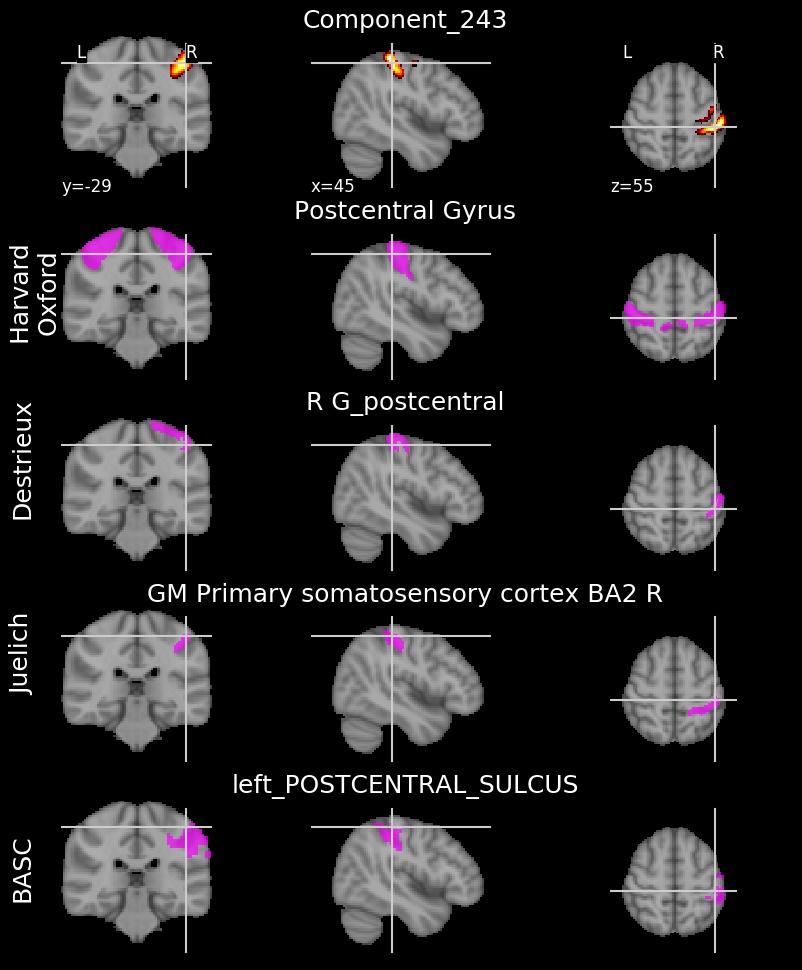 Component_243
L R
L R
y=-29 x=45 z=55
Postcentral Gyrus
Harvard
Oxford
R G_postcentral
Destrieux
GM Primary somatosensory cortex BA2 R
Juelich
left_POSTCENTRAL_SULCUS
BASC